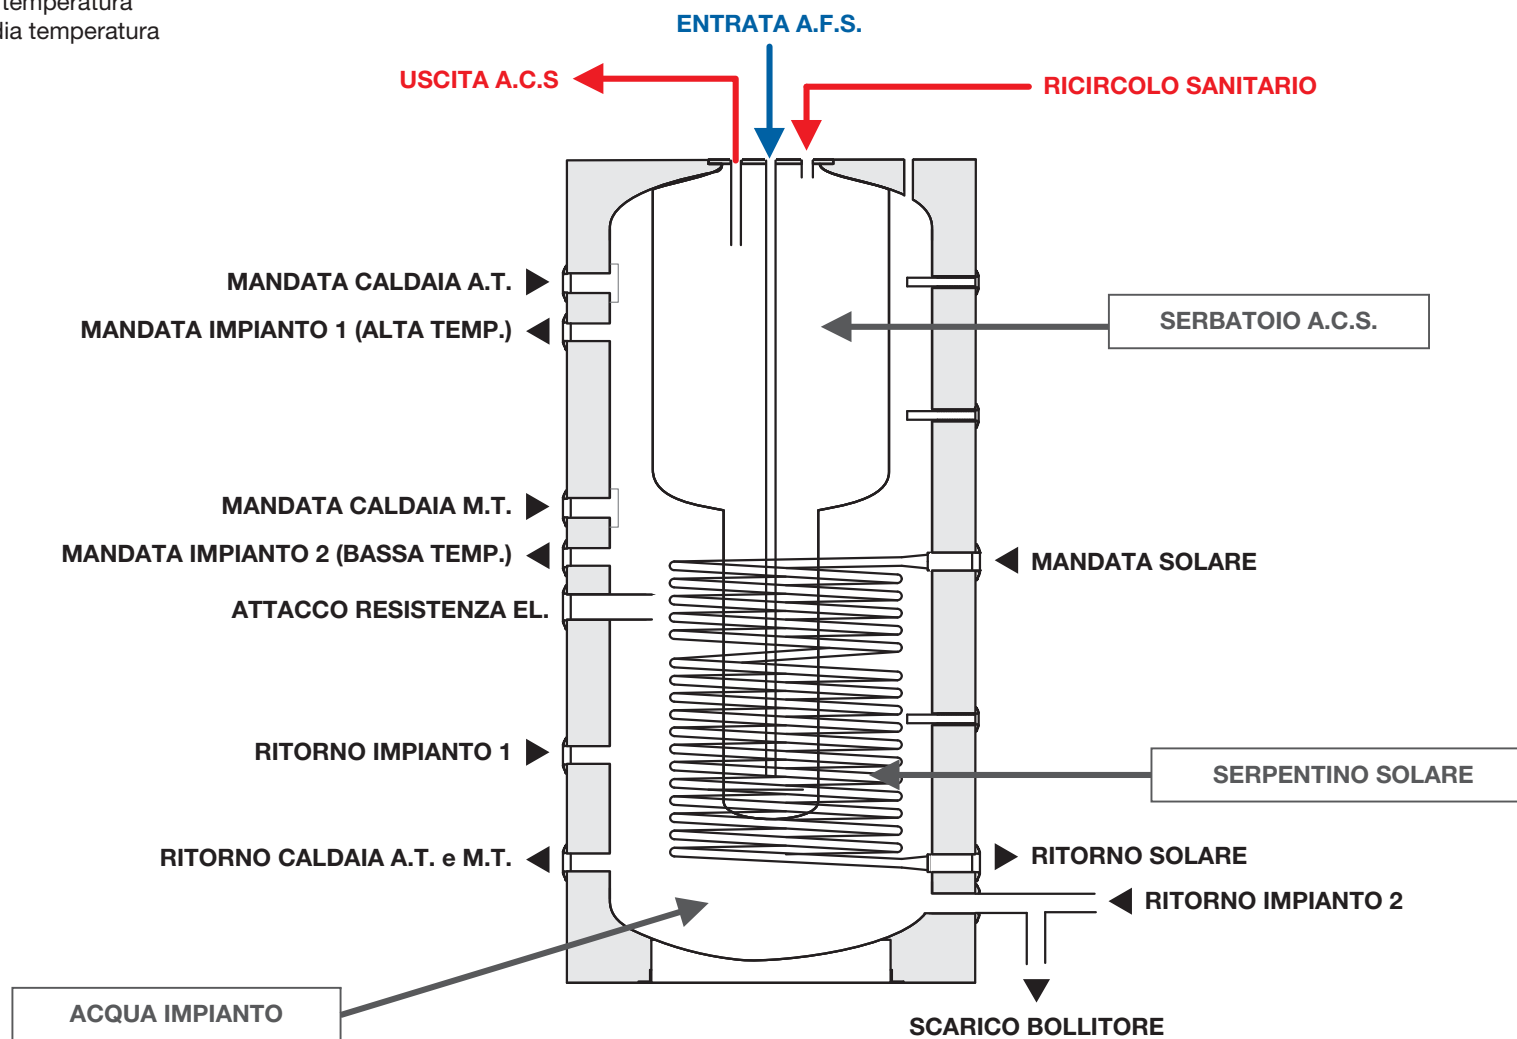 temperatura
dia temperatura
ENTRATA A.F.S.
USCITA A.C.S
RICIRCOLO SANITARIO
MANDATA CALDAIA A.T.
MANDATA IMPIANTO 1 (ALTA TEMP.)
SERBATOIO A.C.S.
MANDATA CALDAIA M.T.
MANDATA IMPIANTO 2 (BASSA TEMP.)
MANDATA SOLARE
ATTACCO RESISTENZA EL.
RITORNO IMPIANTO 1
SERPENTINO SOLARE
RITORNO CALDAIA A.T. e M.T.
RITORNO SOLARE
RITORNO IMPIANTO 2
ACQUA IMPIANTO
SCARICO BOLLITORE